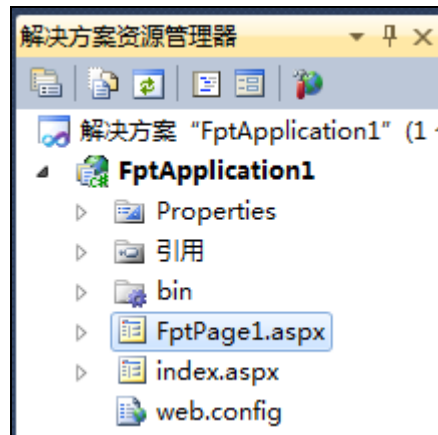 解决方案资源管理器
解决方案 "FptApplication1" (1
FptApplication1
Properties
引用
bin
FptPage1.aspx
index.aspx
web.config